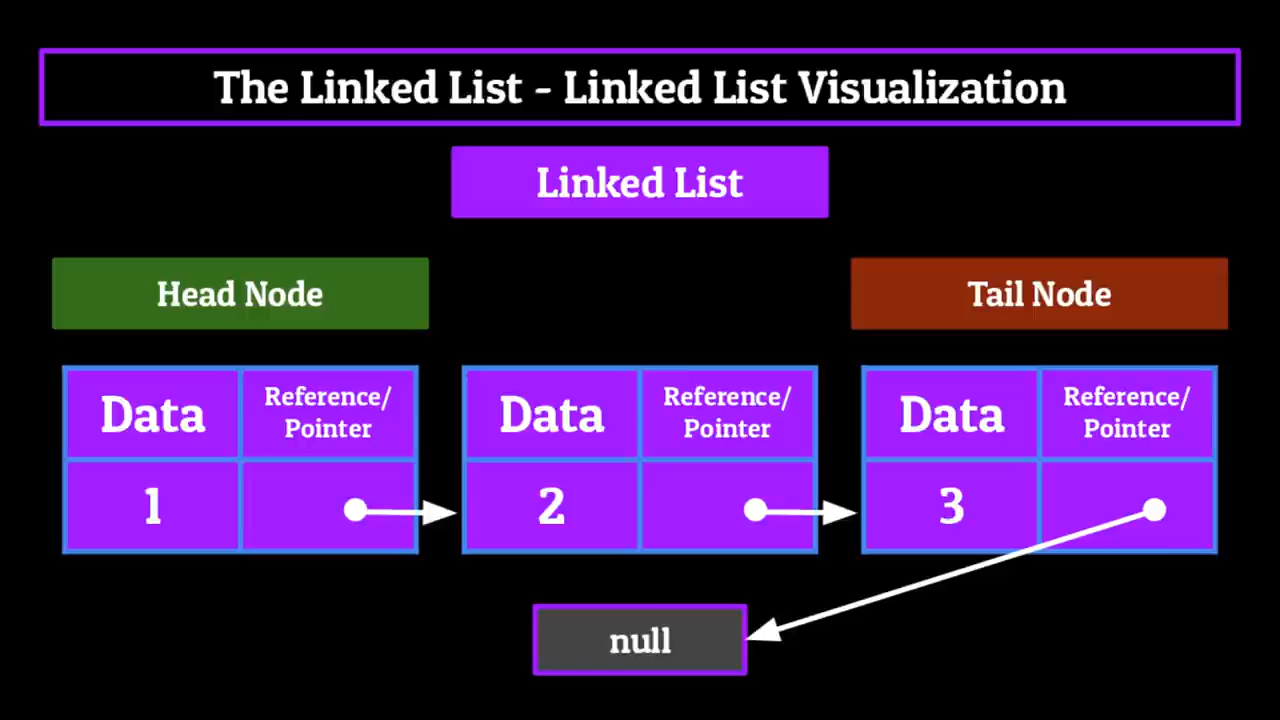 The Linked List - Linked List Visualization
Linked List
Head Node
Tail Node
Data
Reference/
Pointer
1
Data
Reference/
Pointer
2
Data
Reference/
Pointer
3
null